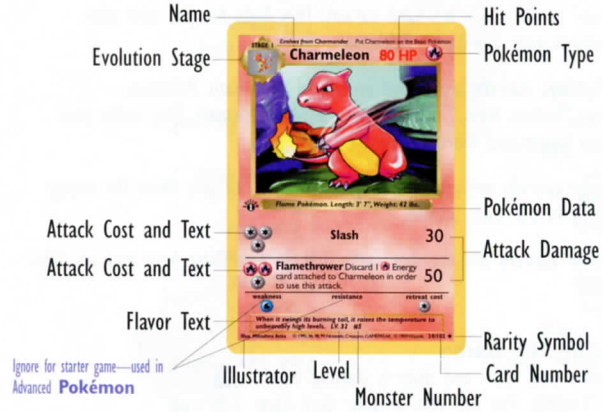 Name
Hit Points
Evolution Stage
Pokémon Type
STAGE 1
Evolves from Charmander Put Charmeleon on the Basic Pokémon
Charmeleon 80 HP
Flame Pokémon. Length: 3' 7", Weight: 42 lbs.
Pokémon Data
Attack Cost and Text
Slash 30
Attack Damage
Attack Cost and Text
Flamethrower Discard 1 Energy
card attached to Charmeleon in order
to use this attack. 50
weakness resistance retreat cost
Flavor Text
When it swings its burning tail, it raises the temperature to
unbearably high levels. LV. 32 #5
24/102
Rarity Symbol
Ignore for starter game—used in
Advanced Pokémon
Illustrator
Level
Card Number
Monster Number